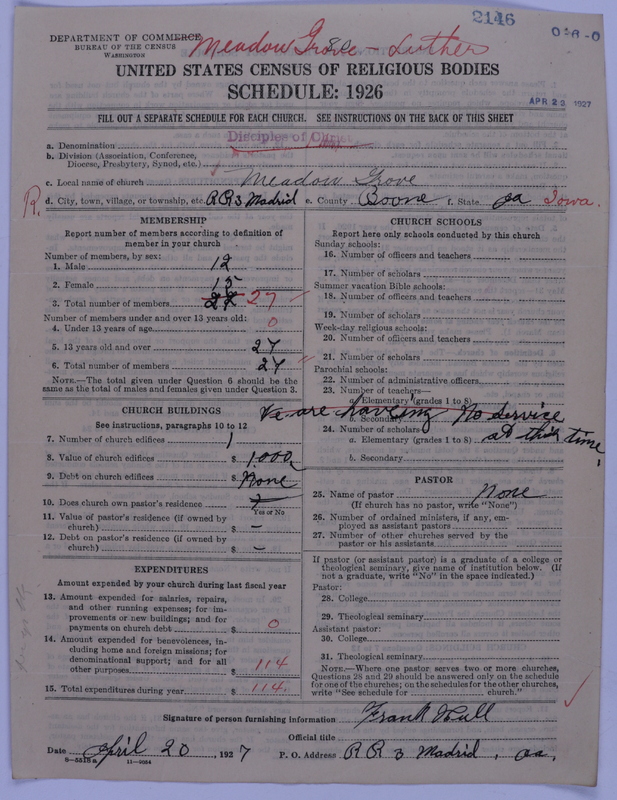 2146
DEPARTMENT OF COMMERCE
BUREAU OF THE CENSUS
WASHINGTON
Meadow Grove - Luther
UNITED STATES CENSUS OF RELIGIOUS BODIES
SCHEDULE: 1926
APR 22 1927
FILL OUT A SEPARATE SCHEDULE FOR EACH CHURCH. SEE INSTRUCTIONS ON THE BACK OF THIS SHEET
a. Denomination Disciples of Christ
b. Division (Association, Conference,
Diocese, Presbytery, Synod, etc.)
c. Local name of church Meadow Grove
R. d. City, town, village, or township, etc. R R 3 Madrid e. County Boone f. State Ia Iowa.
MEMBERSHIP
Report number of members according to definition of
member in your church
Number of members, by sex:
1. Male 12
2. Female 15
3. Total number of members 27
Number of members under and over 13 years old:
4. Under 13 years of age 0
5. 13 years old and over 27
6. Total number of members 27
NOTE.—The total given under Question 6 should be
the same as total of males and females given under Question 3.
CHURCH BUILDINGS
See instructions, paragraphs 10 to 12
7. Number of church edifices 1
8. Value of church edifices $ 1,000
9. Debt on church edifices $ None
10. Does church own pastor's residence
Yes or No
11. Value of pastor's residence (if owned by
church) $ —
12. Debt on pastor's residence (if owned by
church) $ —
EXPENDITURES
Amount expended by your church during last fiscal year
13. Amount expended for salaries, repairs,
and other running expenses; for im-
provements or new buildings; and for
payments on church debt $ 0
14. Amount expended for benevolences, in-
cluding home and foreign missions; for
denominational support; and for all
other purposes $ 114
15. Total expenditures during year $ 114.
CHURCH SCHOOLS
Report here only schools conducted by this church
Sunday schools:
16. Number of officers and teachers
17. Number of scholars
Summer vacation Bible schools:
18. Number of officers and teachers
19. Number of scholars
Week-day religious schools:
20. Number of officers and teachers
21. Number of scholars
Parochial schools:
22. Number of administrative officers
23. Number of teachers—
a. Elementary (grades 1 to 8)
We are having No Service
b. Secondary
24. Number of scholars
a. Elementary (grades 1 to 8) at this time
b. Secondary
PASTOR
25. Name of pastor None
(If church has no pastor, write "None")
26. Number of ordained ministers, if any, em-
ployed as assistant pastors
27. Number of other churches served by the
pastor or his assistants
If pastor (or assistant pastor) is a graduate of a college or
theological seminary, give name of institution below. (If
not a graduate, write "No" in the space indicated.)
Pastor:
28. College
29. Theological seminary
Assistant pastor:
30. College
31. Theological seminary
NOTE.—Where one pastor serves two or more churches,
Questions 28 and 29 should be answered only on the schedule
for one of the churches; on the schedules for the other churches,
write "See schedule for church."
Signature of person furnishing information Frank Hull
Official title
Date April 20, 1927 P. O. Address R R 3 Madrid, Ia.
8—5518a 11—9064